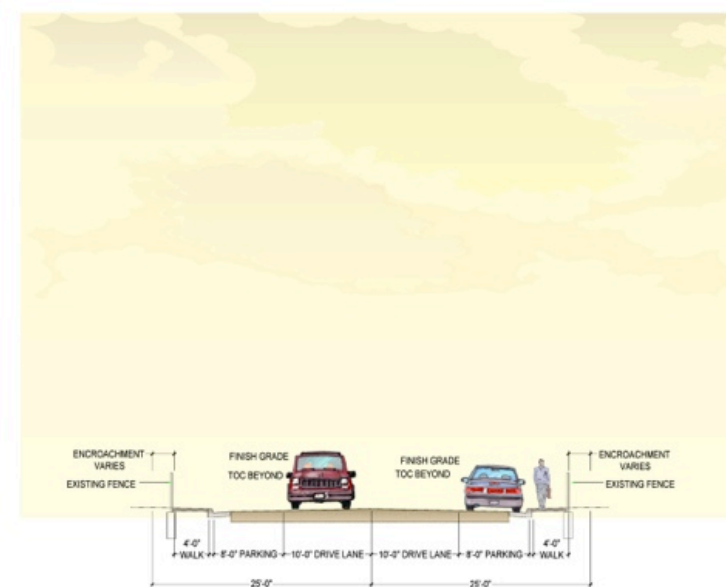 ENCROACHMENT
VARIES
EXISTING FENCE
FINISH GRADE
TOC BEYOND
FINISH GRADE
TOC BEYOND
ENCROACHMENT
VARIES
EXISTING FENCE
4'-0"
WALK
8'-0" PARKING
10'-0" DRIVE LANE
10'-0" DRIVE LANE
8'-0" PARKING
4'-0"
WALK
25'-0"
25'-0"